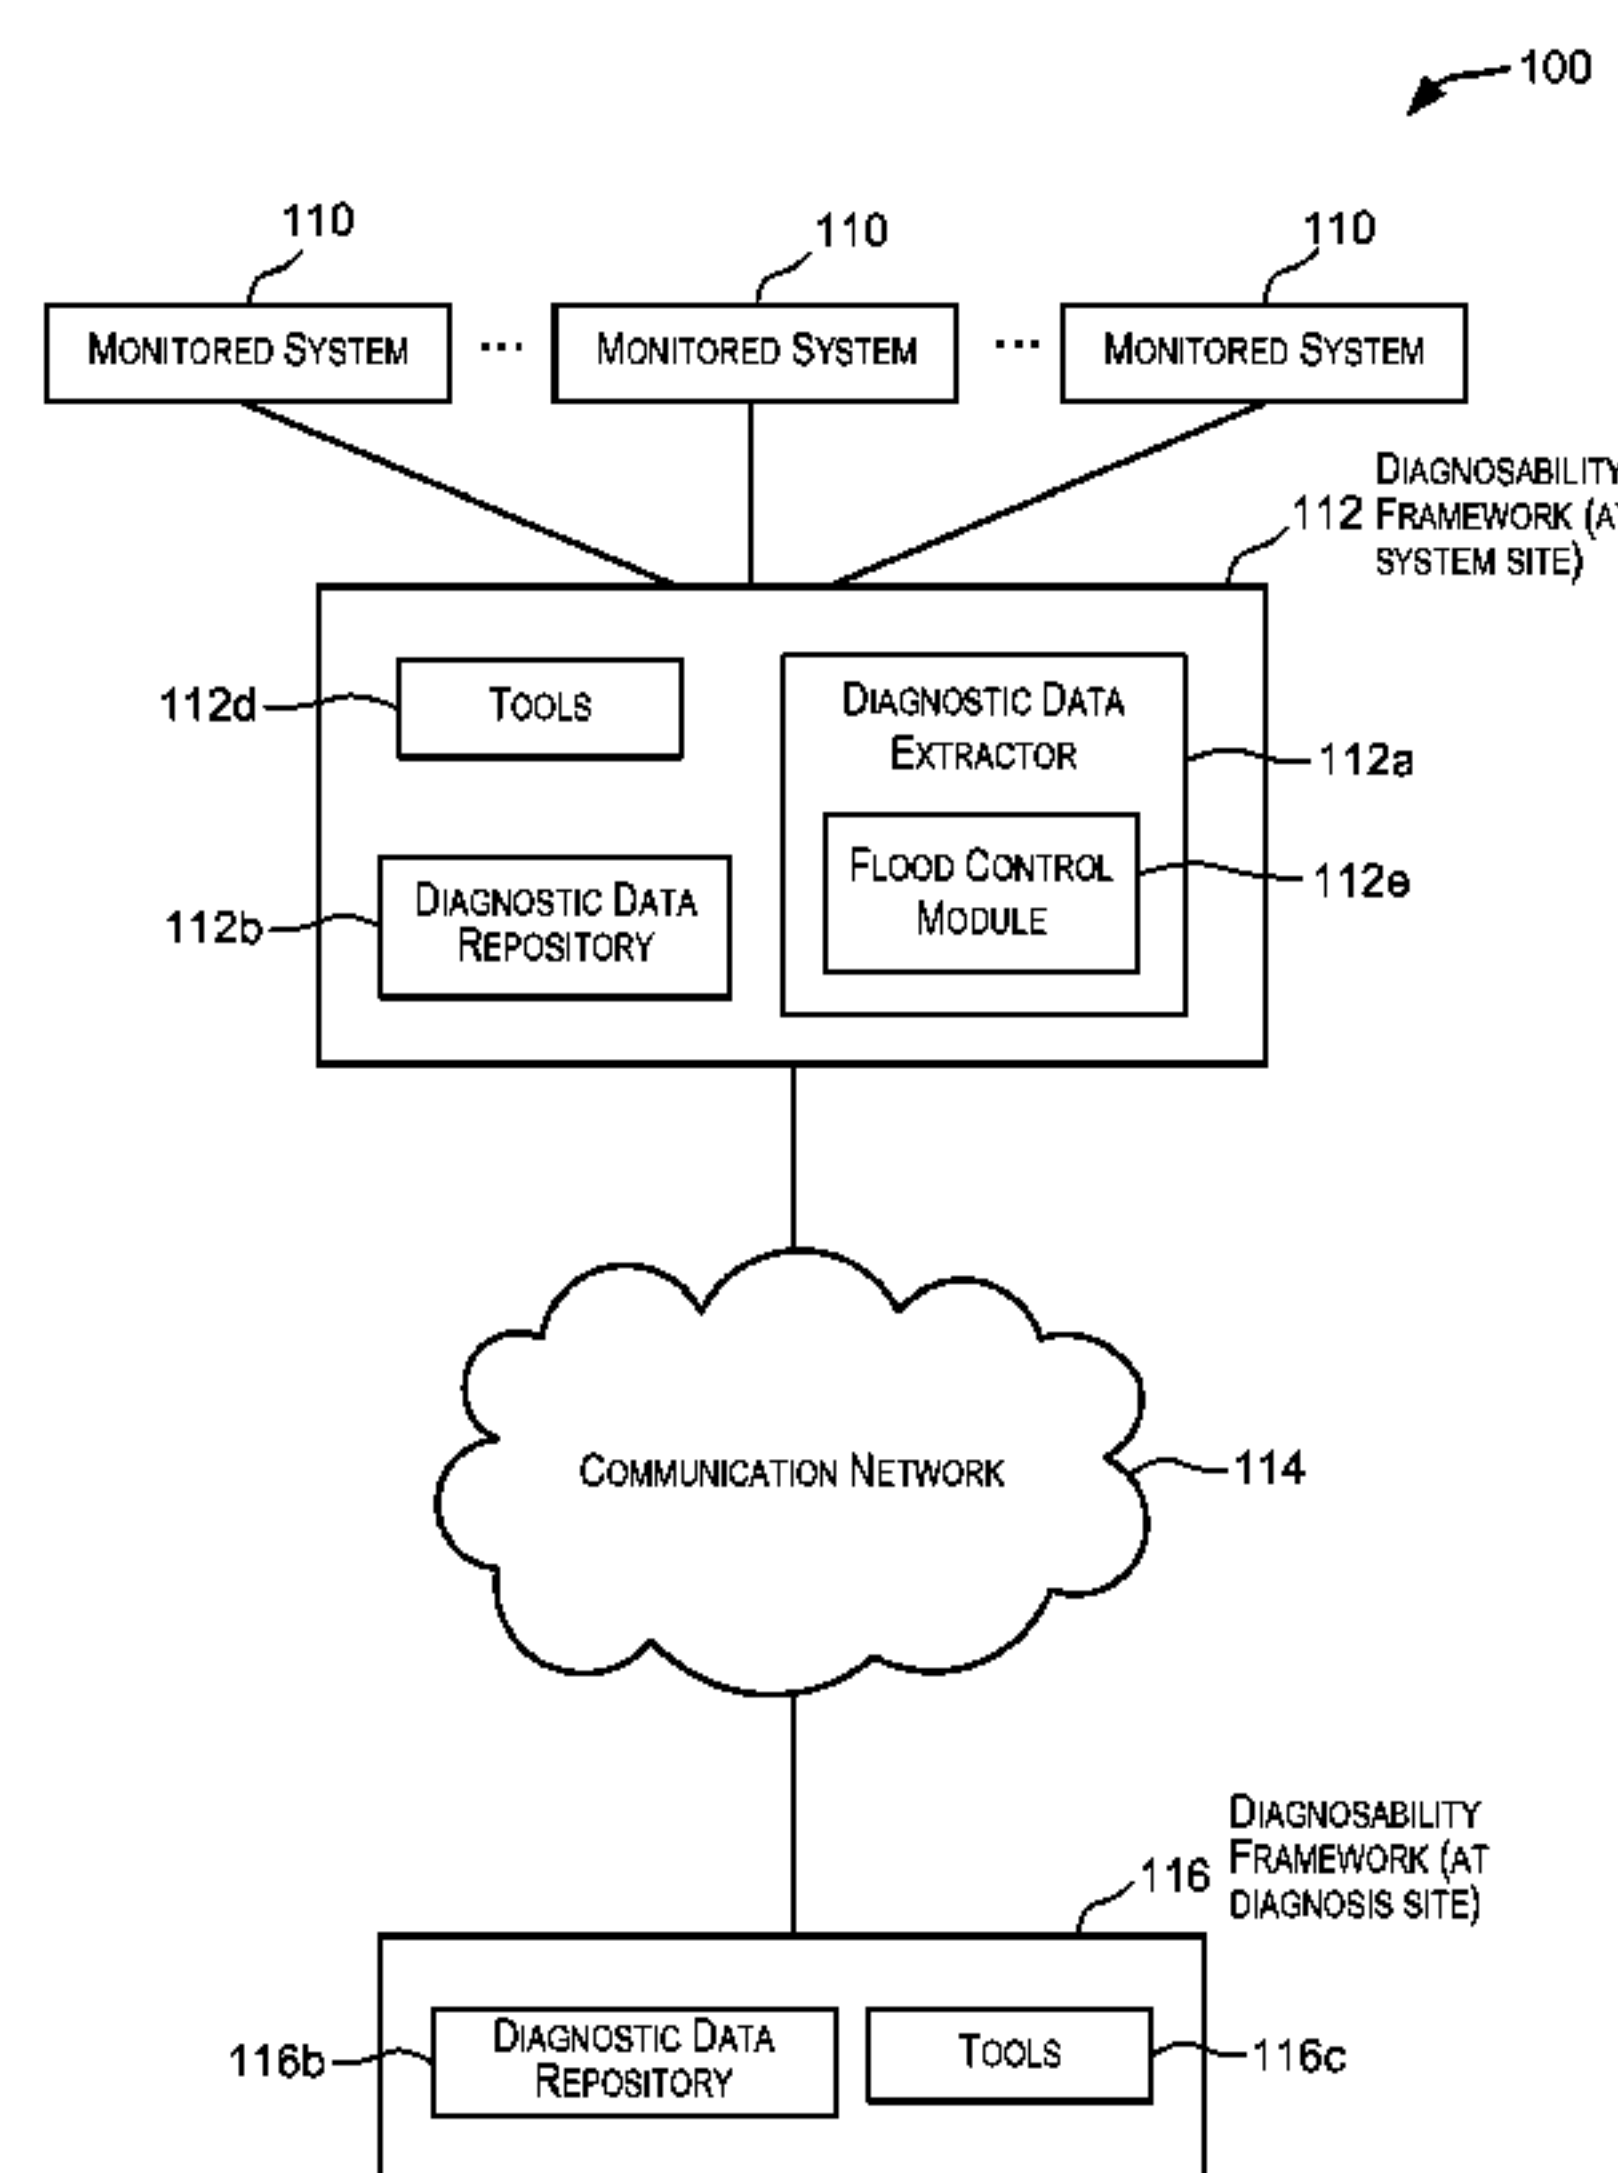 100
110
110
110
MONITORED SYSTEM
...
MONITORED SYSTEM
...
MONITORED SYSTEM
DIAGNOSABILITY
112 FRAMEWORK (AT
SYSTEM SITE)
112d
TOOLS
DIAGNOSTIC DATA
EXTRACTOR
112a
FLOOD CONTROL
MODULE
112e
112b
DIAGNOSTIC DATA
REPOSITORY
COMMUNICATION NETWORK
114
DIAGNOSABILITY
116 FRAMEWORK (AT
DIAGNOSIS SITE)
116b
DIAGNOSTIC DATA
REPOSITORY
TOOLS
116c